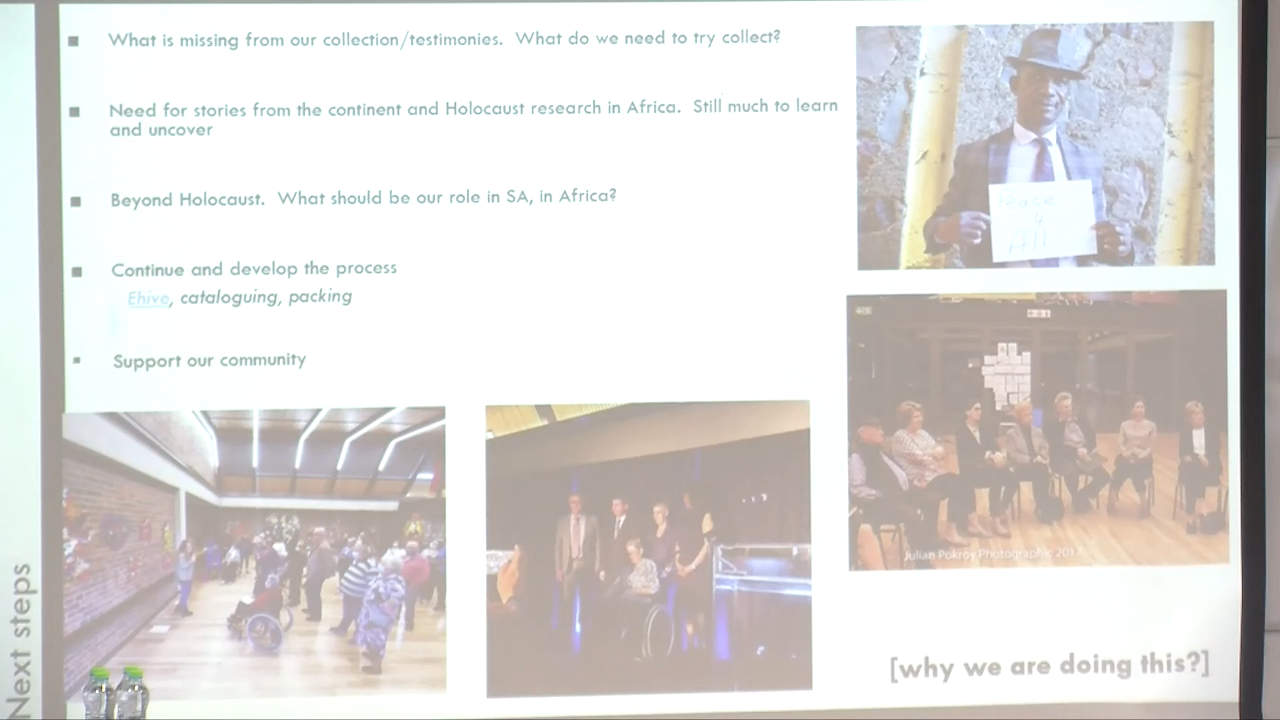 What is missing from our collection/testimonies. What do we need to try collect?
Need for stories from the continent and Holocaust research in Africa. Still much to learn
and uncover
Beyond Holocaust. What should be our role in SA, in Africa?
Continue and develop the process
Ehive, cataloguing, packing
Support our community
Peace
4
All
Julian Pokroy Photographic 2017
Next steps
[why we are doing this?]